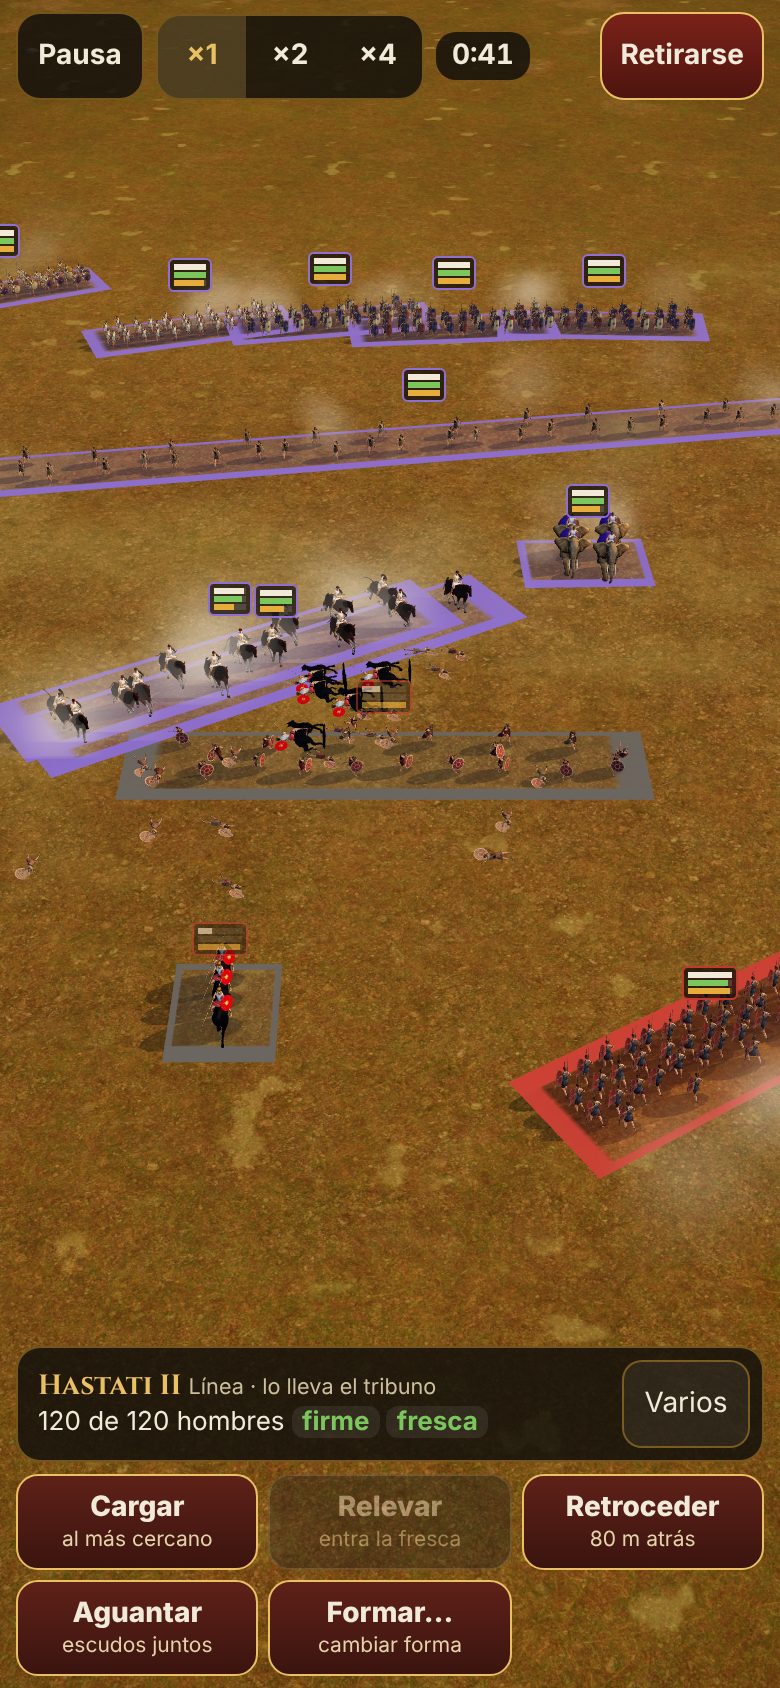 Pausa
×1
×2
×4
0:41
Retirarse
HASTATI II Línea · lo lleva el tribuno
120 de 120 hombres firme fresca
Varios
Cargar
al más cercano
Relevar
entra la fresca
Retroceder
80 m atrás
Aguantar
escudos juntos
Formar...
cambiar forma